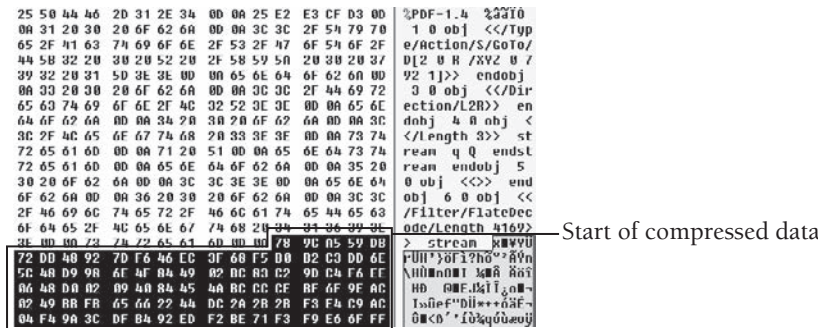 25 50 44 46 2D 31 2E 34 0D 0A 25 E2 E3 CF D3 0D %PDF-1.4 %âãÏÓ
0A 31 20 30 20 6F 62 6A 0D 0A 3C 3C 2F 54 79 70 1 0 obj <</Typ
65 2F 41 63 74 69 6F 6E 2F 53 2F 47 6F 54 6F 2F e/Action/S/GoTo/
44 5B 32 20 30 20 52 20 2F 58 59 5A 20 30 20 37 D[2 0 R /XYZ 0 7
39 32 20 31 5D 3E 3E 0D 0A 65 6E 64 6F 62 6A 0D 92 1]>> endobj
0A 33 20 30 20 6F 62 6A 0D 0A 3C 3C 2F 44 69 72 3 0 obj <</Dir
65 63 74 69 6F 6E 2F 4C 32 52 3E 3E 0D 0A 65 6E ection/L2R>> en
64 6F 62 6A 0D 0A 34 20 30 20 6F 62 6A 0D 0A 3C dobj 4 0 obj <
3C 2F 4C 65 6E 67 74 68 20 33 3E 3E 0D 0A 73 74 </Length 3>> st
72 65 61 6D 0D 0A 71 20 51 0D 0A 65 6E 64 73 74 ream q Q endst
72 65 61 6D 0D 0A 65 6E 64 6F 62 6A 0D 0A 35 20 ream endobj 5
30 20 6F 62 6A 0D 0A 3C 3C 3E 3E 0D 0A 65 6E 64 0 obj <<>> end
6F 62 6A 0D 0A 36 20 30 20 6F 62 6A 0D 0A 3C 3C obj 6 0 obj <<
2F 46 69 6C 74 65 72 2F 46 6C 61 74 65 44 65 63 /Filter/FlateDec
6F 64 65 2F 4C 65 6E 67 74 68 20 34 31 36 39 3E ode/Length 4169>
Start of compressed data
3E 0D 0A 73 74 72 65 61 6D 0D 0A 78 9C A5 59 DB > stream
72 DB 48 92 7D F6 46 EC 3F 68 F5 D0 D2 C3 DD 6E
5C 48 D9 98 6E 4F 84 49 02 DC 83 C2 9D C4 F6 EE
06 48 D0 02 09 40 84 45 4A BC CC CE BF 6F 9E AC
02 49 BB FB 65 66 22 44 DC 2A 2B 2B F3 E4 C9 AC
04 F4 9A 3C DF B4 92 ED F2 BE 71 F3 F9 E6 6F FF